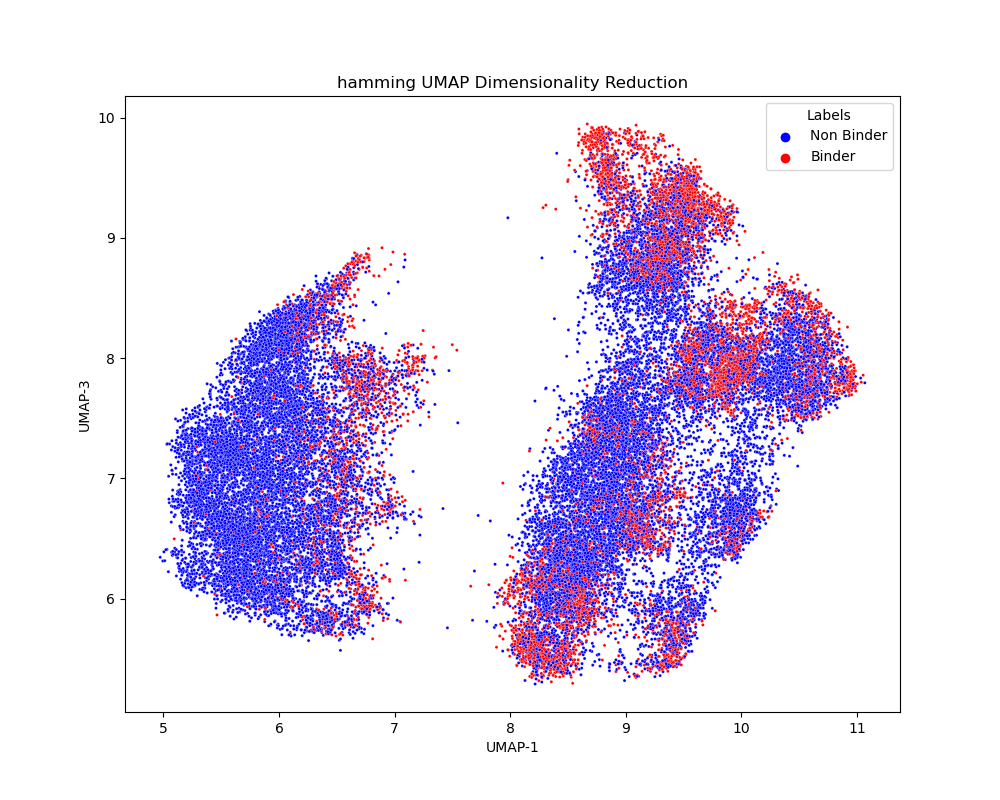 hamming UMAP Dimensionality Reduction
Labels
Non Binder
Binder
10
9
8
7
6
UMAP-3
5 6 7 8 9 10 11
UMAP-1